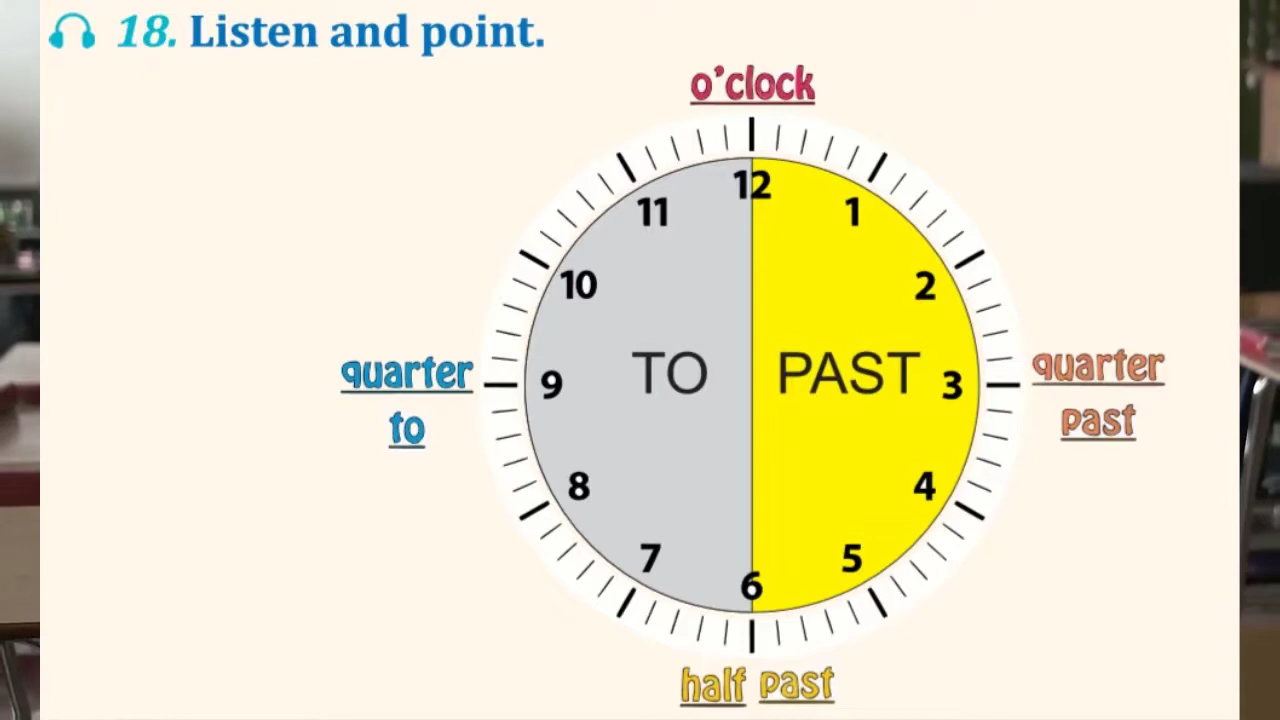 18. Listen and point.
o'clock
12
11
1
10
2
quarter
to
9
TO
PAST
3
quarter
past
8
4
7
5
6
half past